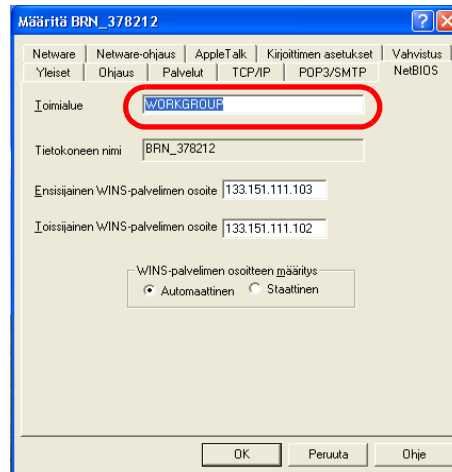 Määritä BRN_378212
Netware Netware-ohjaus AppleTalk Kirjoittimen asetukset Vahvistus
Yleiset Ohjaus Palvelut TCP/IP POP3/SMTP NetBIOS
Toimialue WORKGROUP
Tietokoneen nimi BRN_378212
Ensisijainen WINS-palvelimen osoite 133.151.111.103
Toissijainen WINS-palvelimen osoite 133.151.111.102
WINS-palvelimen osoitteen määritys
Automaattinen Staattinen
OK Peruuta Ohje